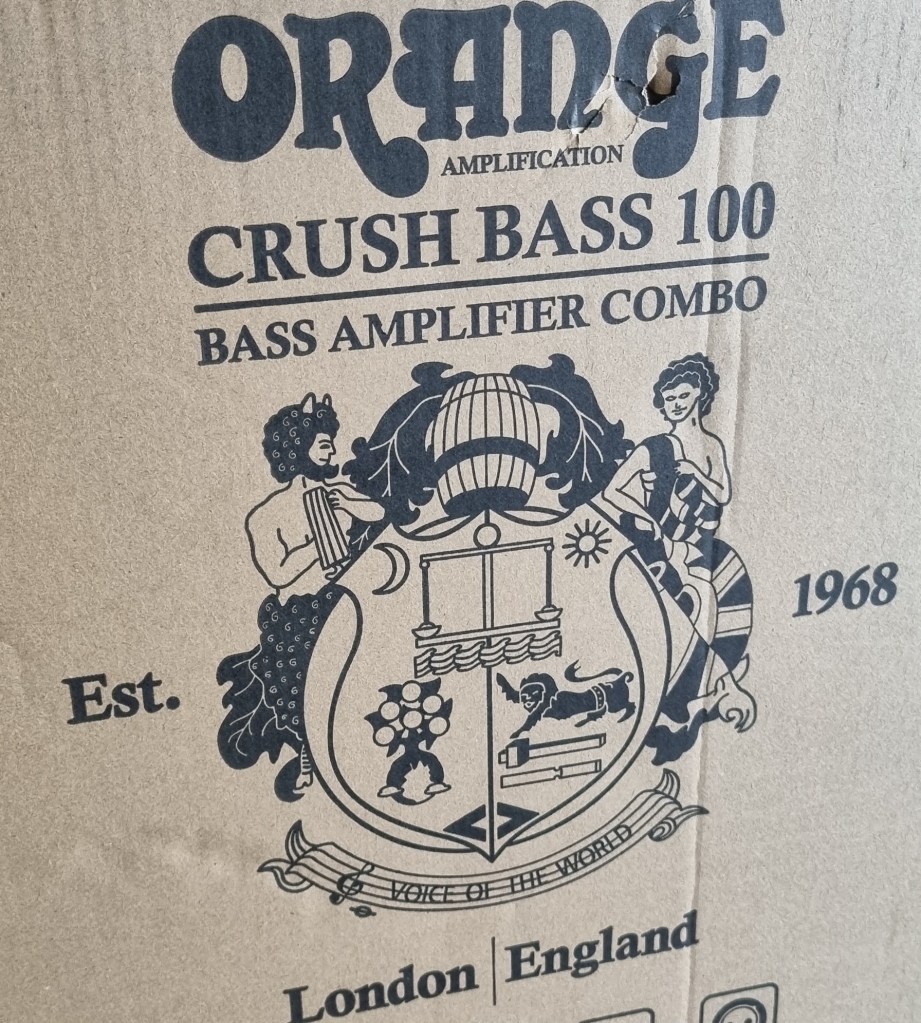 ORANGE
AMPLIFICATION
CRUSH BASS 100
BASS AMPLIFIER COMBO
Est. 1968
VOICE OF THE WORLD
London | England